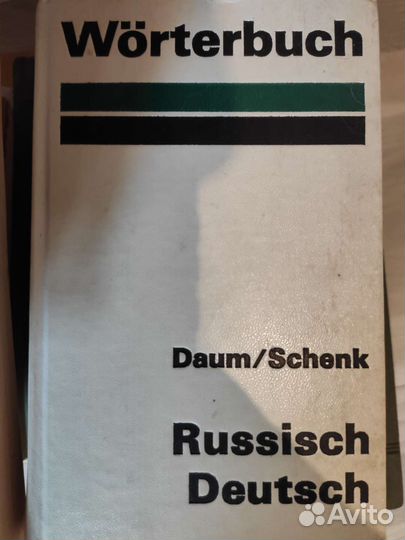 Wörterbuch
Daum/Schenk
Russisch
Deutsch
Avito